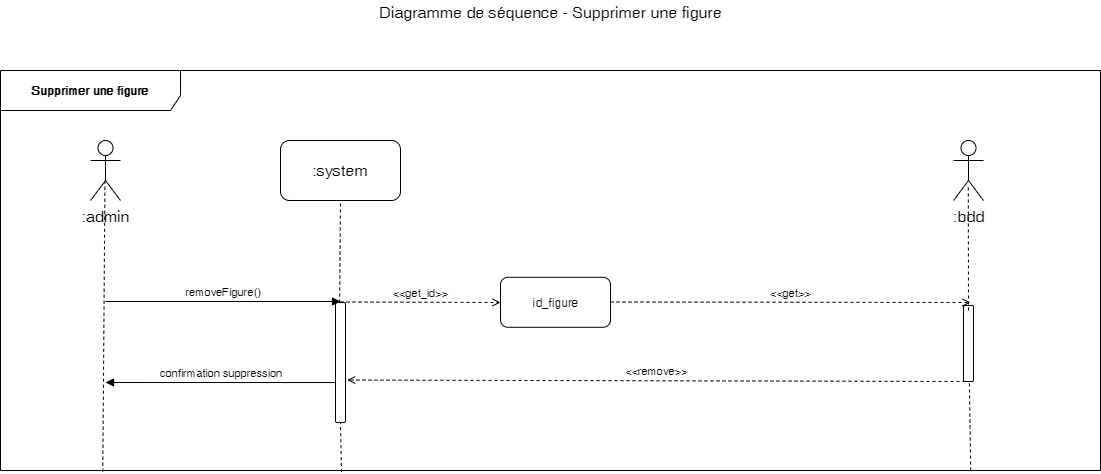 Diagramme de séquence - Supprimer une figure
Supprimer une figure
:system
:admin
:bdd
removeFigure()
<<get_id>>
id_figure
<<get>>
confirmation suppression
<<remove>>